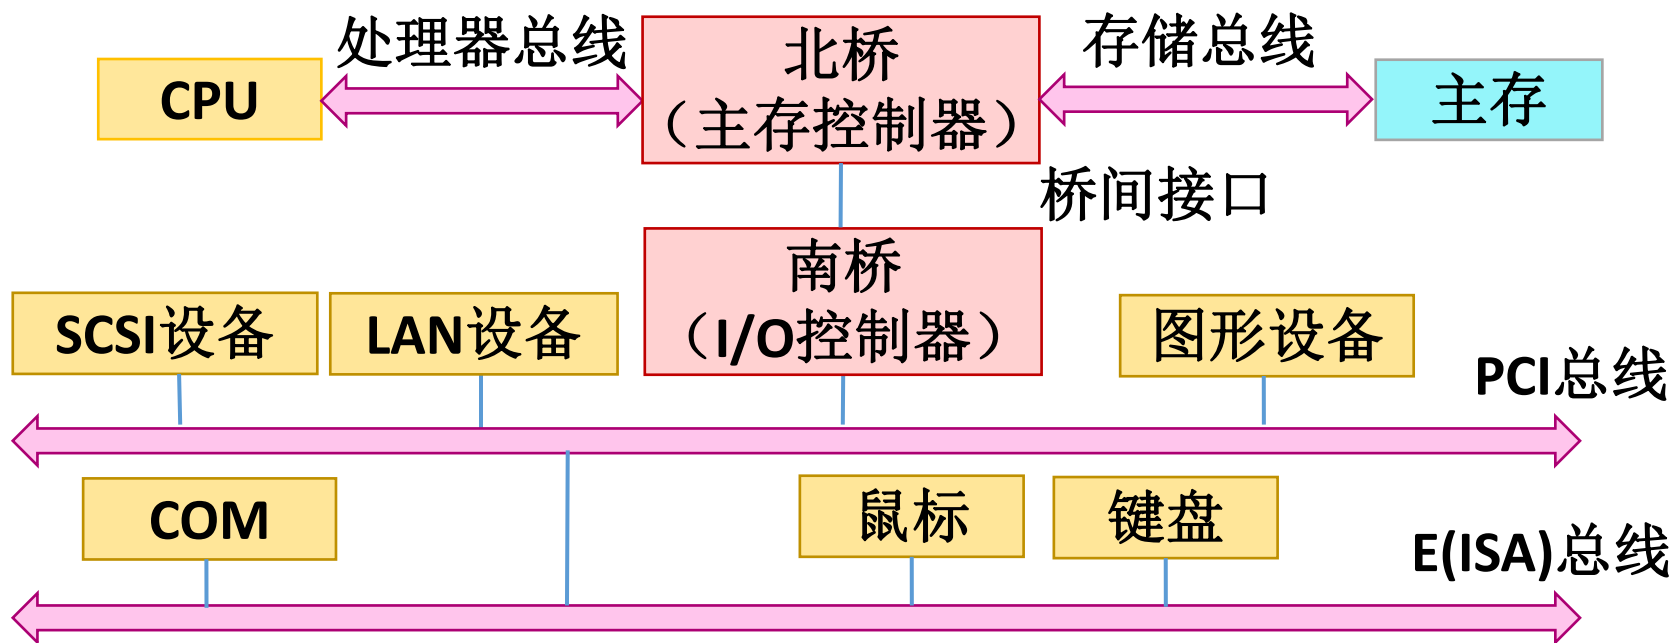 处理器总线
北桥
存储总线
CPU
（主存控制器）
主存
桥间接口
南桥
SCSI设备
LAN设备
（I/O控制器）
图形设备
PCI总线
COM
鼠标
键盘
E(ISA)总线